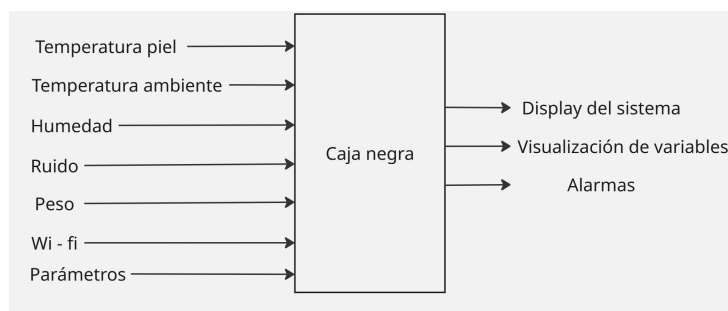 Temperatura piel
Temperatura ambiente
Humedad
Ruido
Peso
Wi - fi
Parámetros
Caja negra
Display del sistema
Visualización de variables
Alarmas